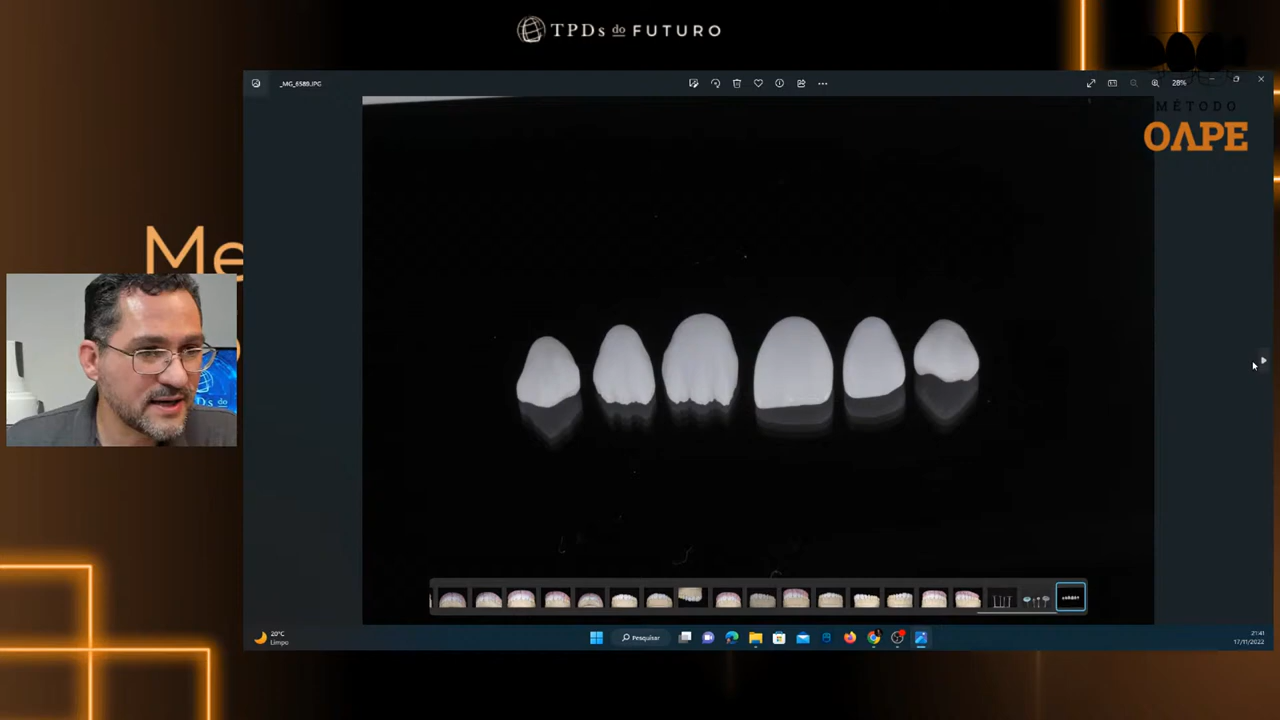 TPDs do FUTURO
_MG_6589.JPG
28%
MÉTODO
OAPE
Me
20°C
Limpo
Pesquisar
21:41
17/11/2022